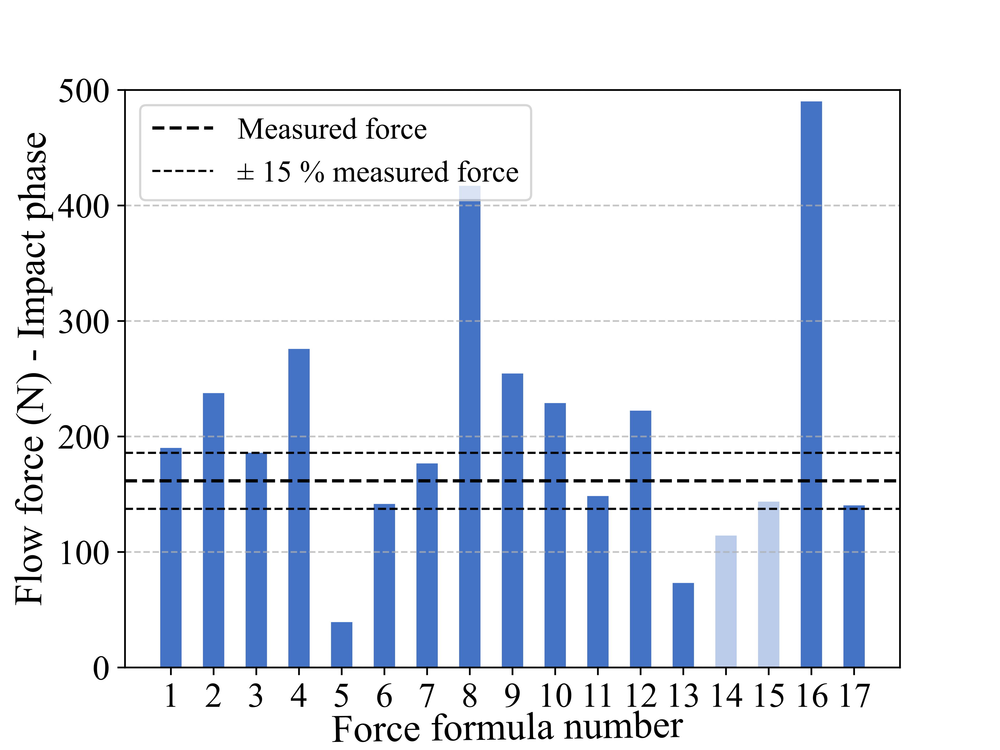 500
400
300
200
100
0
Flow force (N) - Impact phase
Measured force
± 15 % measured force
1 2 3 4 5 6 7 8 9 10 11 12 13 14 15 16 17
Force formula number